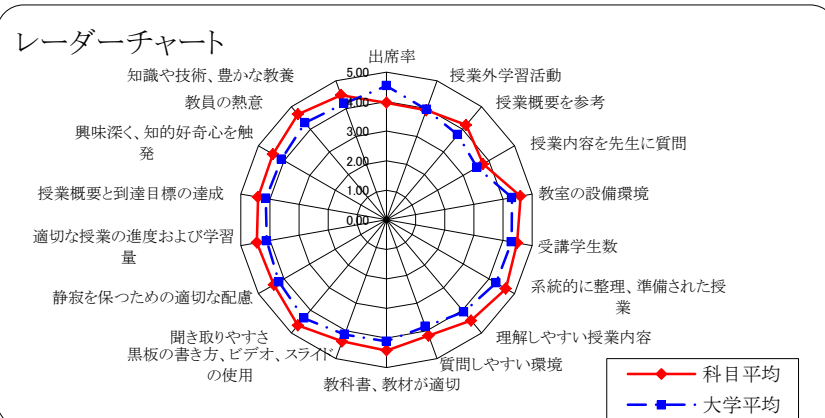 レーダーチャート
出席率
授業外学習活動
授業概要を参考
授業内容を先生に質問
教室の設備環境
受講学生数
系統的に整理、準備された授
業
理解しやすい授業内容
質問しやすい環境
教科書、教材が適切
黒板の書き方、ビデオ、スライド
の使用
聞き取りやすさ
静寂を保つための適切な配慮
適切な授業の進度および学習
量
授業概要と到達目標の達成
興味深く、知的好奇心を触
発
教員の熱意
知識や技術、豊かな教養
5.00
4.00
3.00
2.00
1.00
0.00
科目平均
大学平均